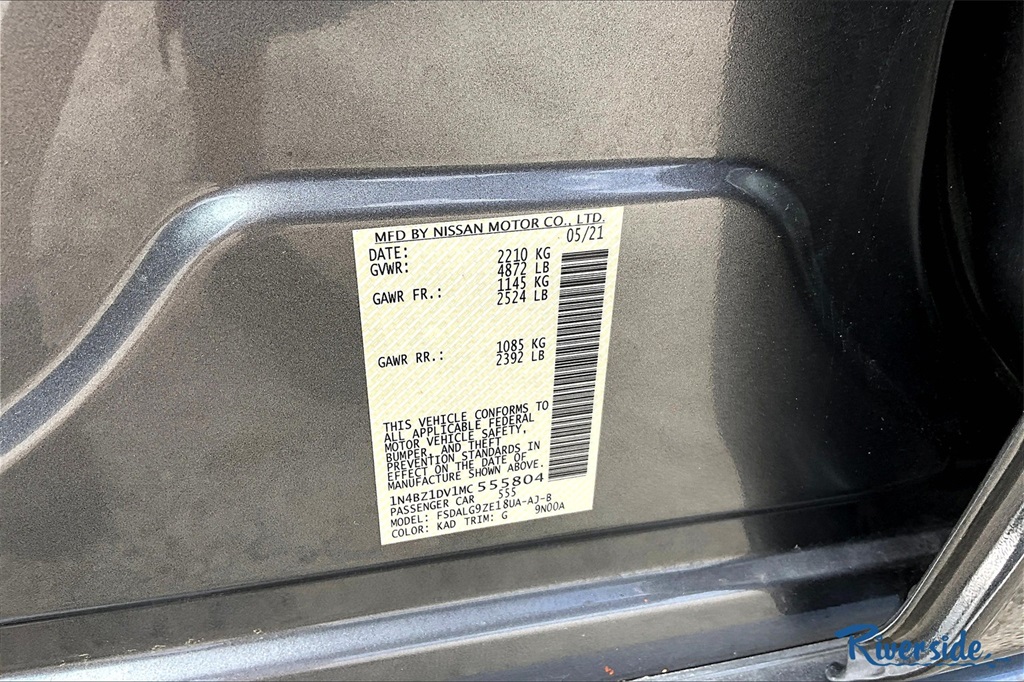 MFD BY NISSAN MOTOR CO., LTD.
DATE: 05/21
GVWR: 2210 KG
4872 LB
GAWR FR.: 1145 KG
2524 LB
GAWR RR.: 1085 KG
2392 LB
THIS VEHICLE CONFORMS TO
ALL APPLICABLE FEDERAL
MOTOR VEHICLE SAFETY,
BUMPER, AND THEFT
PREVENTION STANDARDS IN
EFFECT ON THE DATE OF
MANUFACTURE SHOWN ABOVE.
1N4BZ1DV1MC 555804
PASSENGER CAR 555
MODEL: FSDALG9ZE18UA-AJ-B
COLOR: KAD TRIM: G 9N00A
Riverside